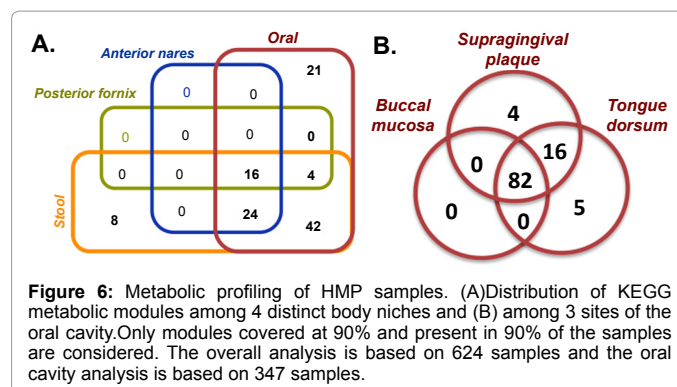 A.
Oral
Anterior nares
21
0 0
Posterior fornix
0 0 0 0
0 0 16 4
Stool
8 0 24 42
B.
Supragingival
plaque
Buccal
mucosa
Tongue
dorsum
4
0 16
82
0 0 5
Figure 6: Metabolic profiling of HMP samples. (A)Distribution of KEGG
metabolic modules among 4 distinct body niches and (B) among 3 sites of the
oral cavity.Only modules covered at 90% and present in 90% of the samples
are considered. The overall analysis is based on 624 samples and the oral
cavity analysis is based on 347 samples.